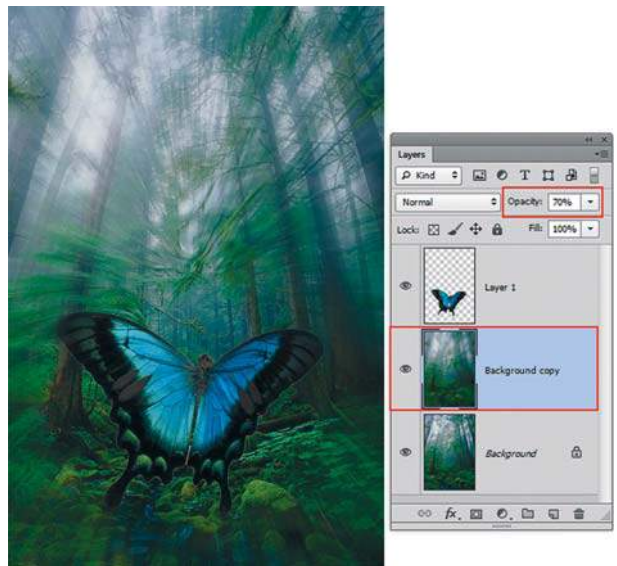 Layers
Kind T
Normal Opacity: 70%
Lock: Fill: 100%
Layer 1
Background copy
Background
fx